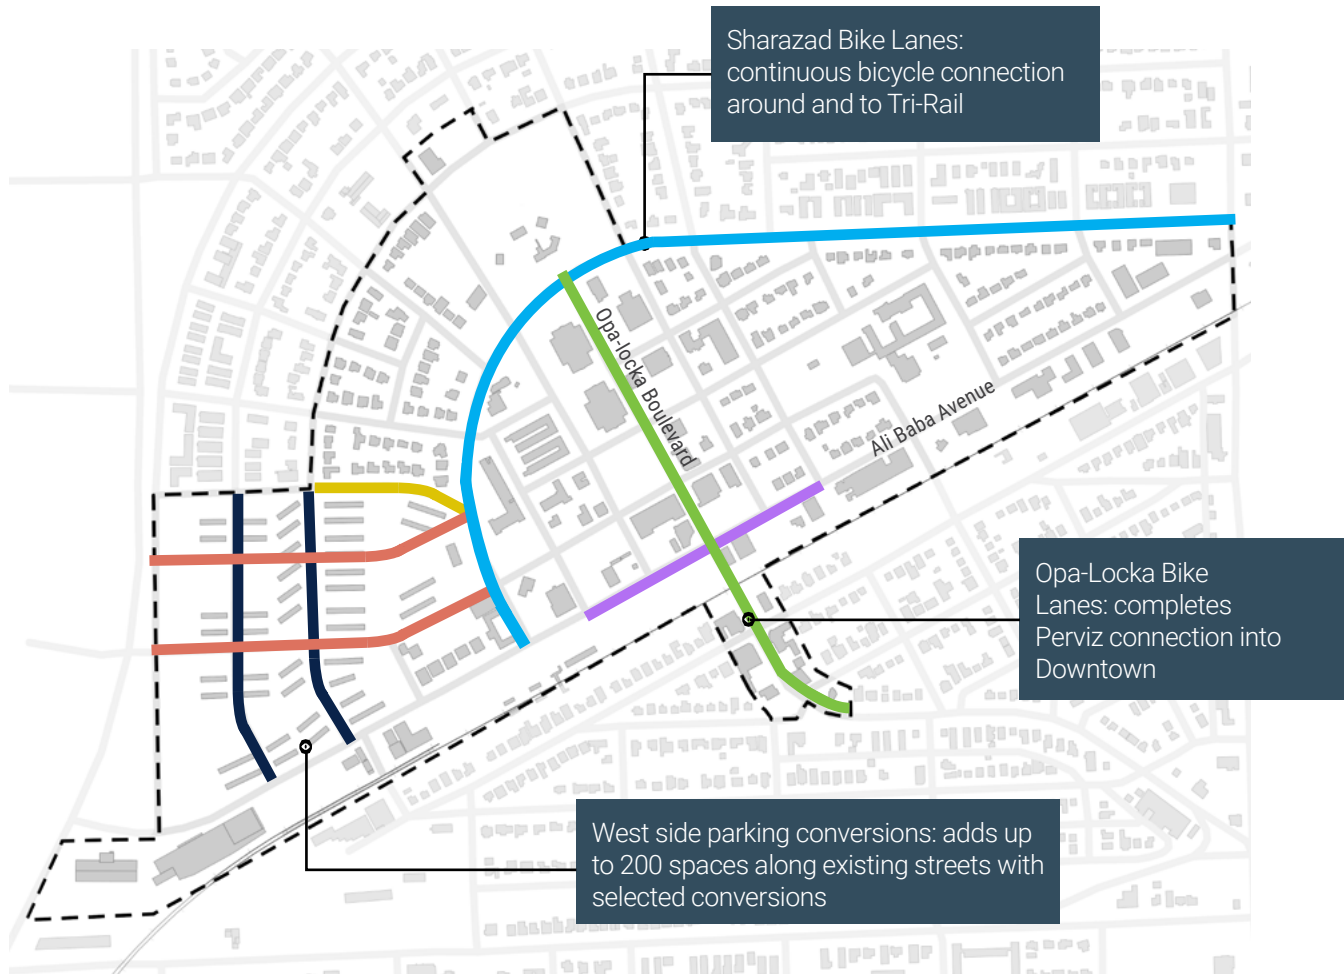 Sharazad Bike Lanes:
continuous bicycle connection
around and to Tri-Rail
Opa-locka Boulevard
Ali Baba Avenue
Opa-Locka Bike
Lanes: completes
Perviz connection into
Downtown
West side parking conversions: adds up
to 200 spaces along existing streets with
selected conversions